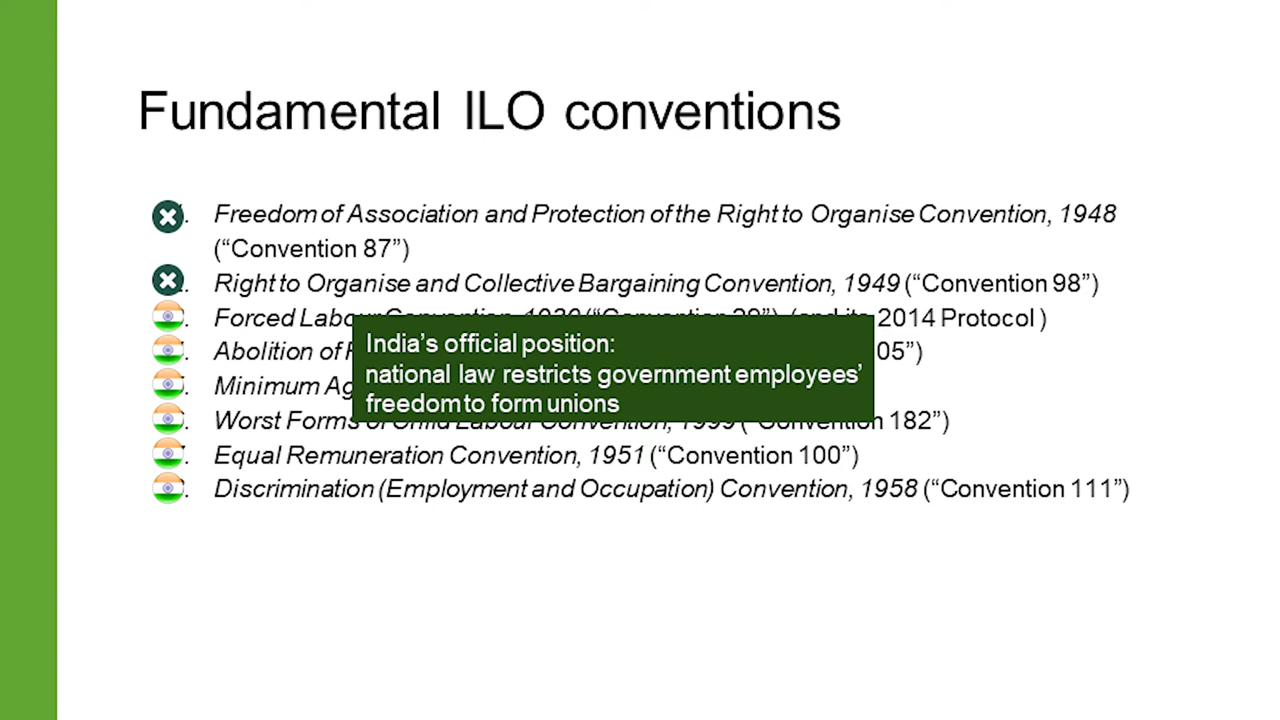 Fundamental ILO conventions
Freedom of Association and Protection of the Right to Organise Convention, 1948
(“Convention 87”)
Right to Organise and Collective Bargaining Convention, 1949 (“Convention 98”)
Forced Labour Convention, 1930 (“Convention 29”) (and its 2014 Protocol )
Abolition of 05”)
Minimum Ag
Worst Forms of Child Labour Convention, 1999 (“Convention 182”)
Equal Remuneration Convention, 1951 (“Convention 100”)
Discrimination (Employment and Occupation) Convention, 1958 (“Convention 111”)
India’s official position:
national law restricts government employees’
freedom to form unions